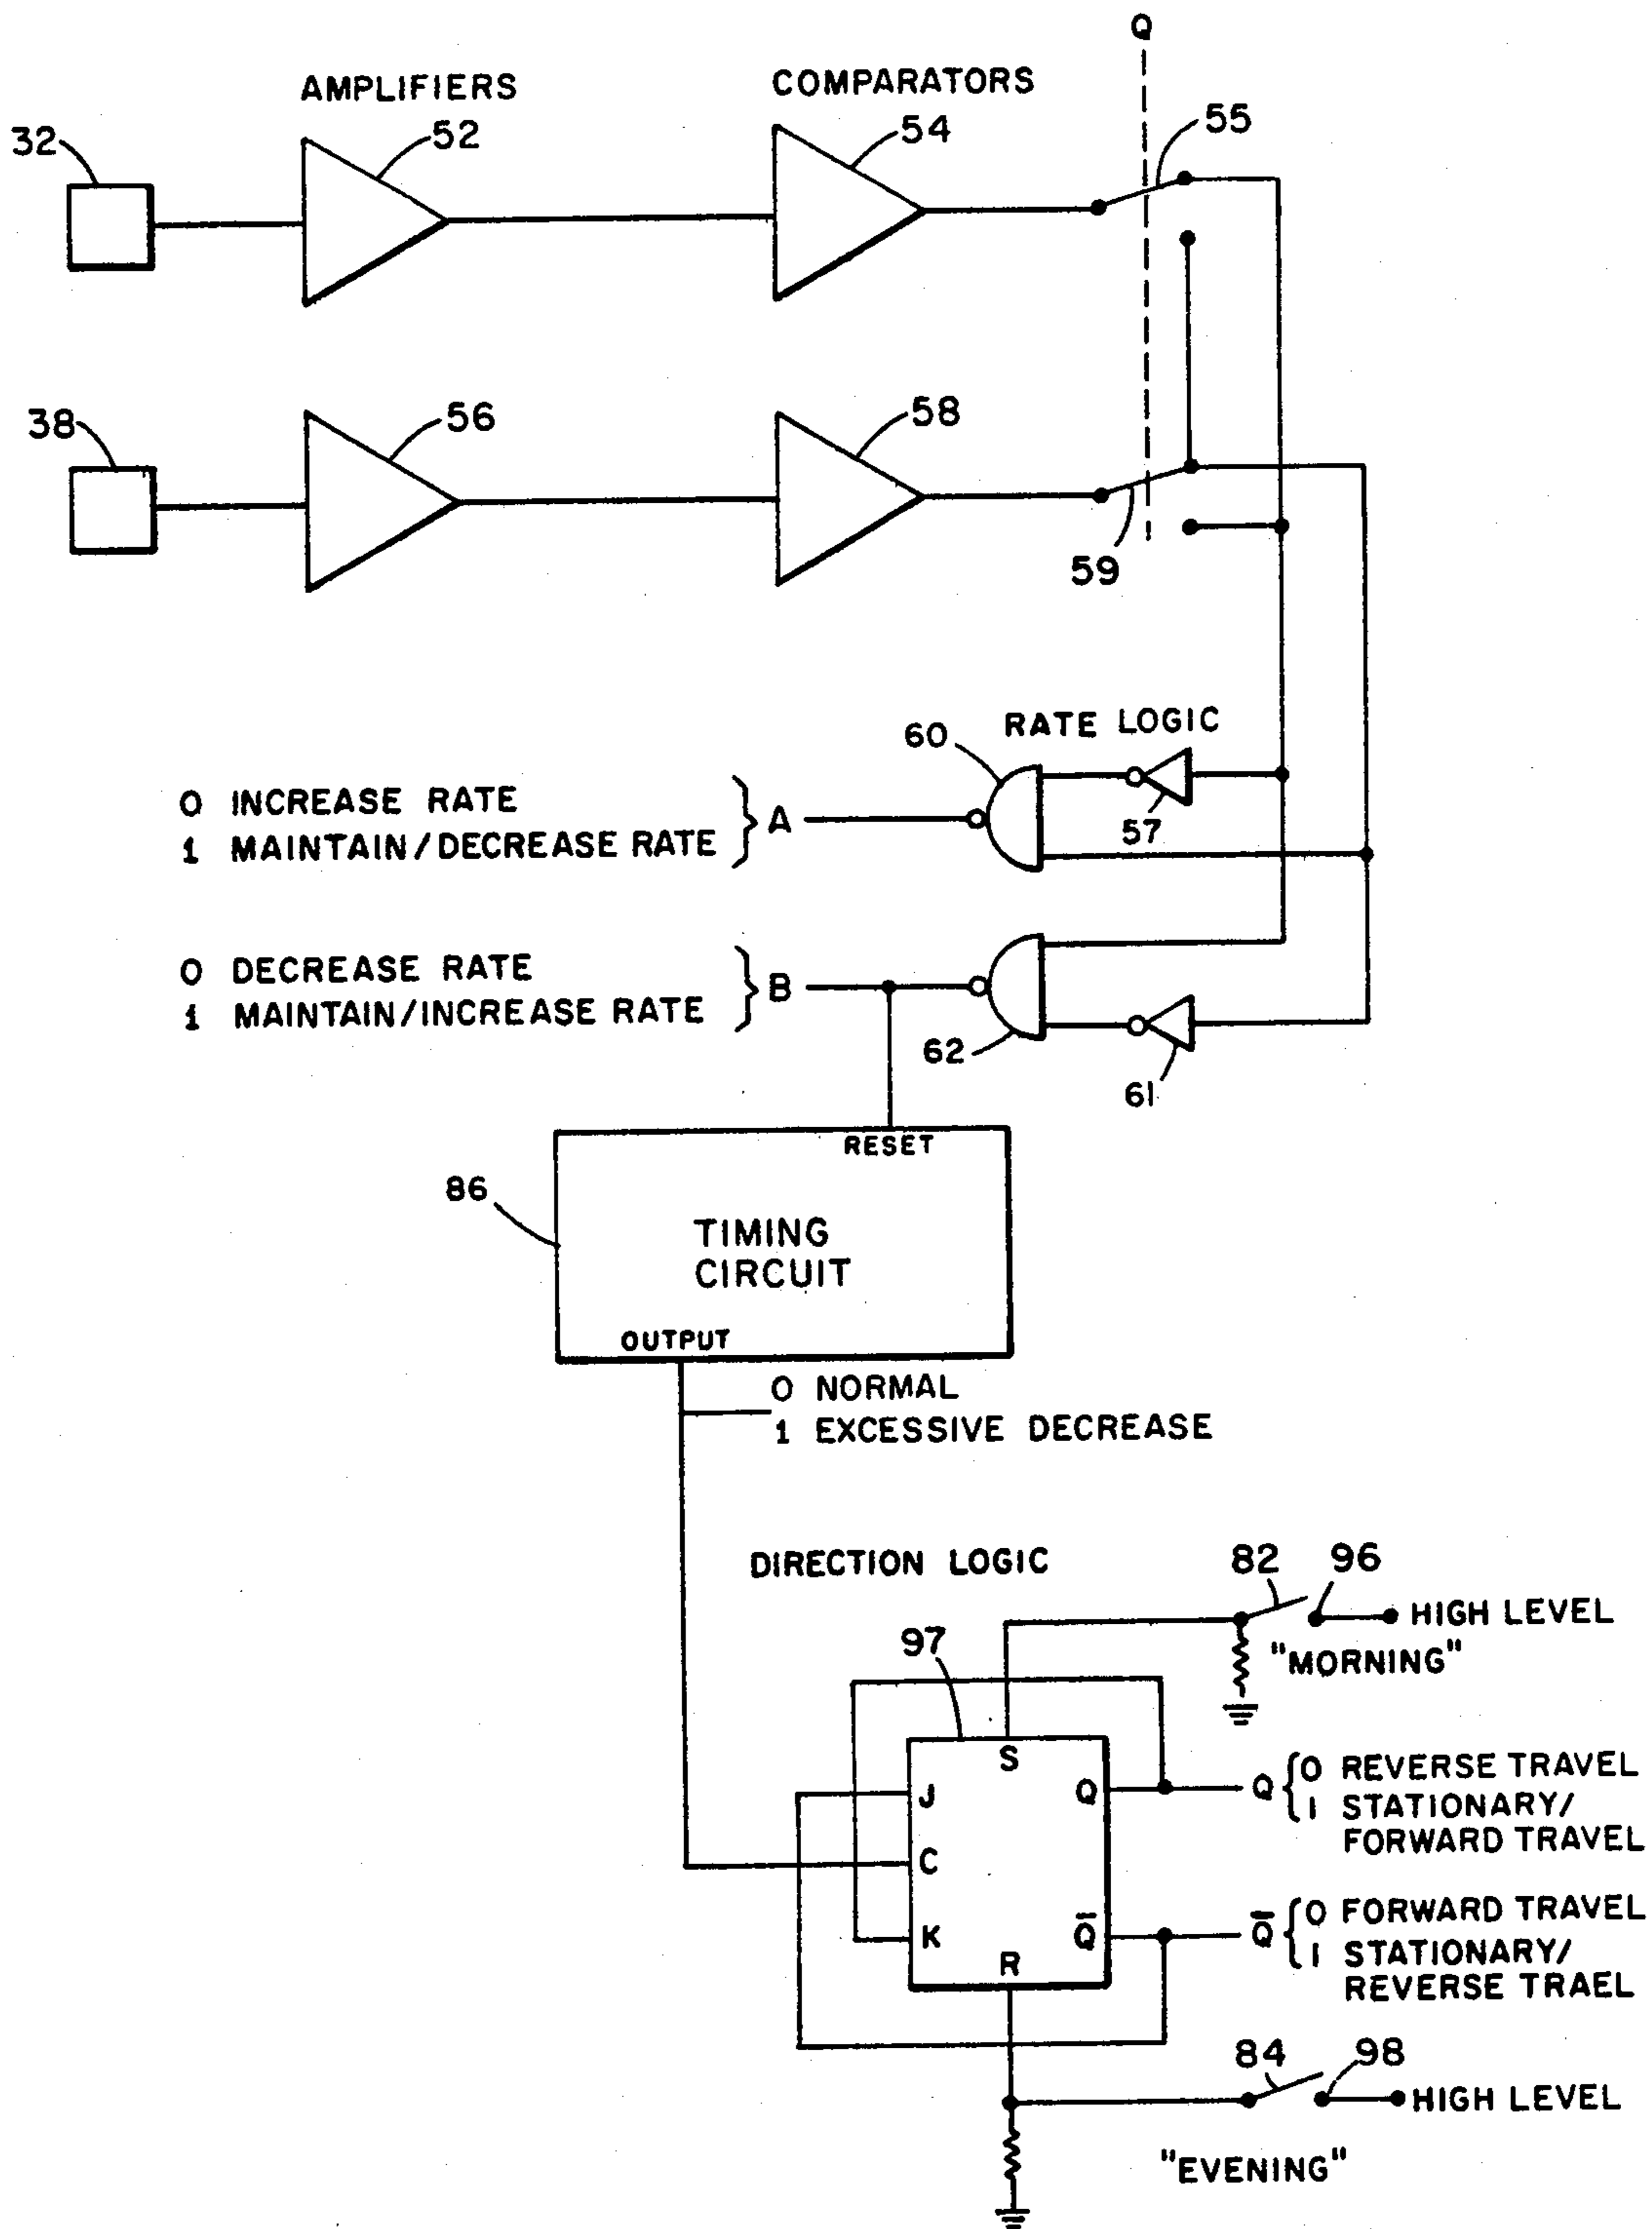 Q
AMPLIFIERS
COMPARATORS
32
52
54
55
38
56
58
59
RATE LOGIC
60
57
0 INCREASE RATE
1 MAINTAIN/DECREASE RATE
A
0 DECREASE RATE
1 MAINTAIN/INCREASE RATE
B
62
61
RESET
86
TIMING
CIRCUIT
OUTPUT
0 NORMAL
1 EXCESSIVE DECREASE
DIRECTION LOGIC
82
96
HIGH LEVEL
"MORNING"
97
S
J
Q
C
K
Q̄
R
Q
0 REVERSE TRAVEL
1 STATIONARY/
FORWARD TRAVEL
Q̄
0 FORWARD TRAVEL
1 STATIONARY/
REVERSE TRAEL
84
98
HIGH LEVEL
"EVENING"